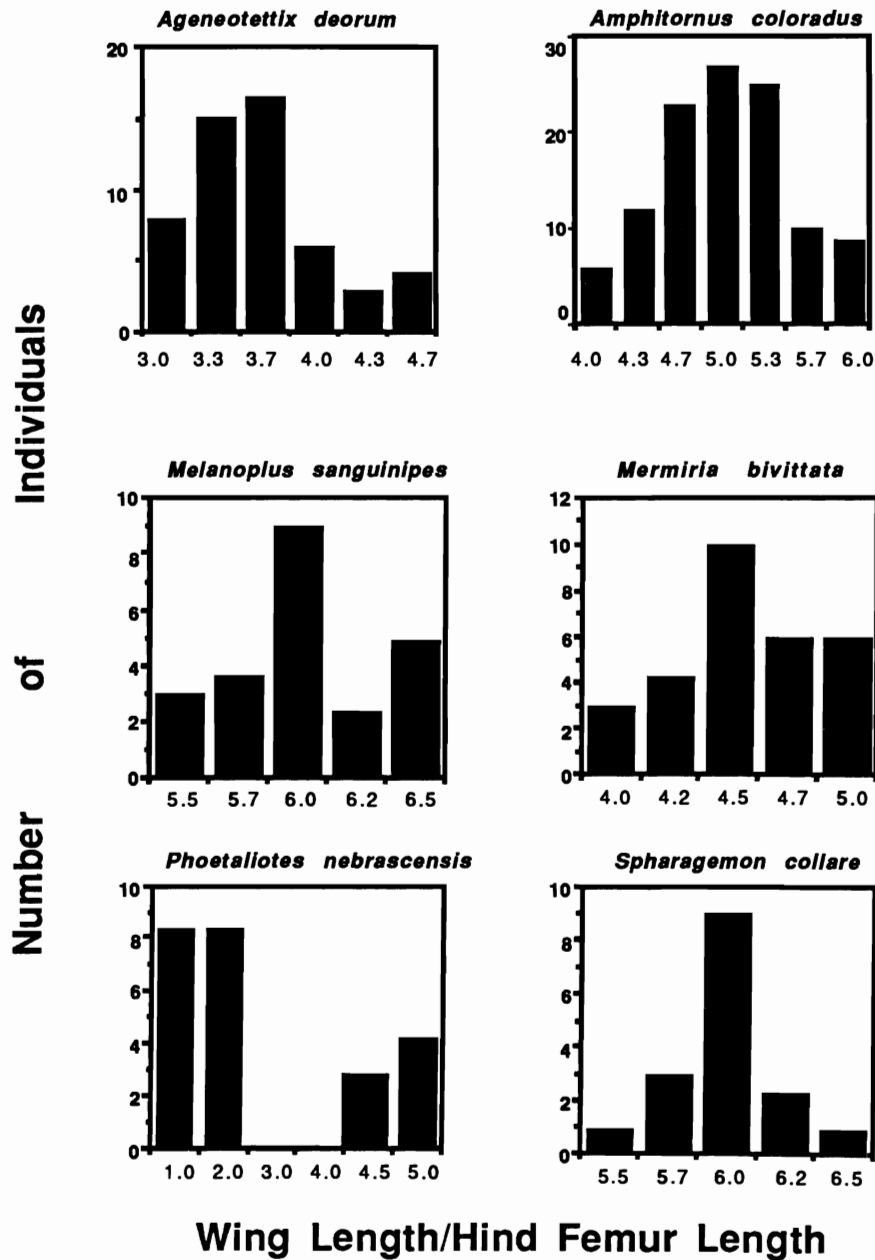 Ageneotettix deorum
20
10
0
3.0 3.3 3.7 4.0 4.3 4.7
Amphitornus coloradus
30
20
10
0
4.0 4.3 4.7 5.0 5.3 5.7 6.0
Melanoplus sanguinipes
10
8
6
4
2
0
5.5 5.7 6.0 6.2 6.5
Mermiria bivittata
12
10
8
6
4
2
0
4.0 4.2 4.5 4.7 5.0
Phoetaliotes nebrascensis
10
8
6
4
2
0
1.0 2.0 3.0 4.0 4.5 5.0
Spharagemon collare
10
8
6
4
2
0
5.5 5.7 6.0 6.2 6.5
Number of Individuals
Wing Length/Hind Femur Length